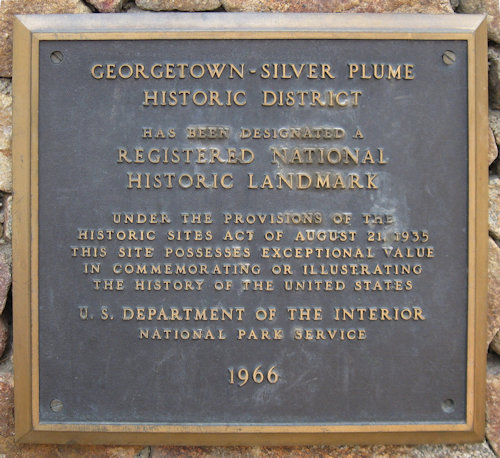 GEORGETOWN - SILVER PLUME
HISTORIC DISTRICT
HAS BEEN DESIGNATED A
REGISTERED NATIONAL
HISTORIC LANDMARK
UNDER THE PROVISIONS OF THE
HISTORIC SITES ACT OF AUGUST 21, 1935
THIS SITE POSSESSES EXCEPTIONAL VALUE
IN COMMEMORATING OR ILLUSTRATING
THE HISTORY OF THE UNITED STATES
U. S. DEPARTMENT OF THE INTERIOR
NATIONAL PARK SERVICE
1966